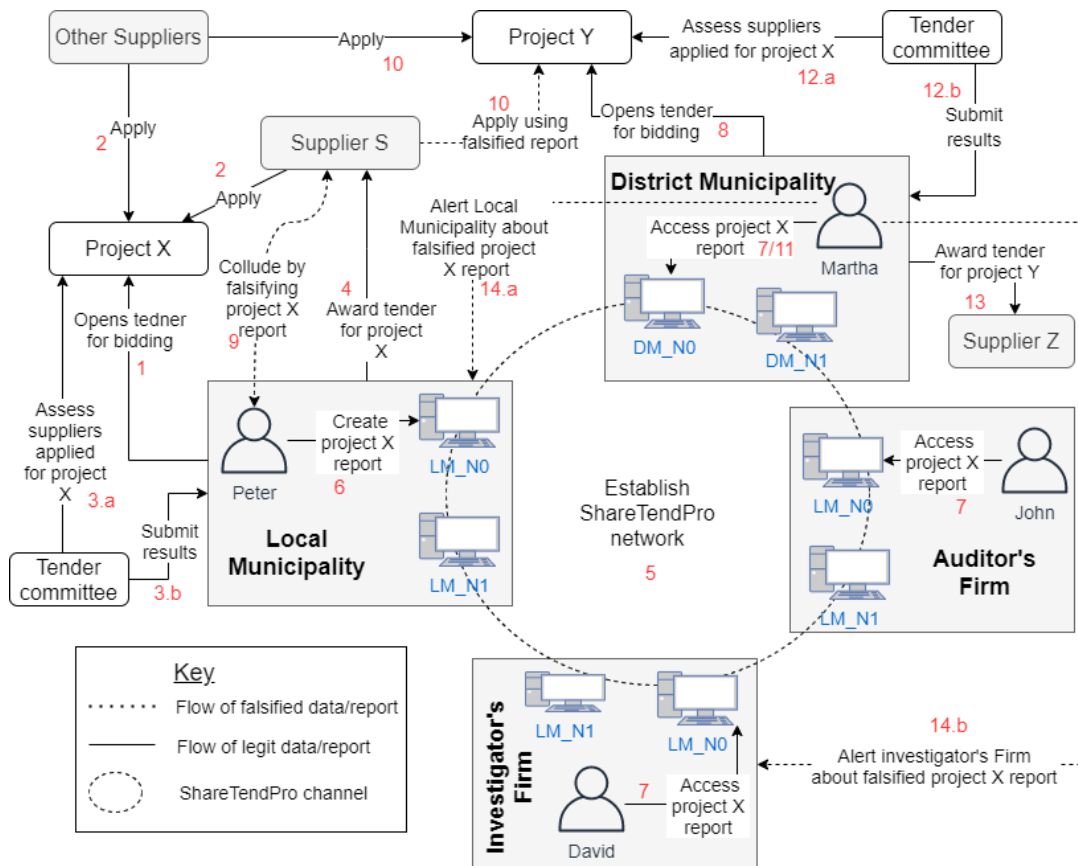 Other Suppliers
Apply
10
Project Y
Assess suppliers
applied for project X
12.a
Tender
committee
12.b
Submit
results
2
Apply
10
Apply using
falsified report
Opens tender
for bidding
8
Supplier S
2
Apply
Project X
District Municipality
Access project X
report
7/11
Martha
DM_N0
DM_N1
Award tender
for project Y
13
Supplier Z
Alert Local
Municipality about
falsified project
X report
14.a
Collude by
falsifying
project X
report
9
4
Award tender
for project
X
Opens tedner
for bidding
1
Assess
suppliers
applied
for project
X
3.a
Peter
Create
project X
report
6
LM_N0
LM_N1
Local
Municipality
Submit
results
3.b
Tender
committee
Establish
ShareTendPro
network
5
LM_N0
Access
project X
report
7
John
LM_N1
Auditor's
Firm
Key
Flow of falsified data/report
Flow of legit data/report
ShareTendPro channel
Investigator's
Firm
LM_N1
LM_N0
David
7
Access
project X
report
14.b
Alert investigator's Firm
about falsified project X report